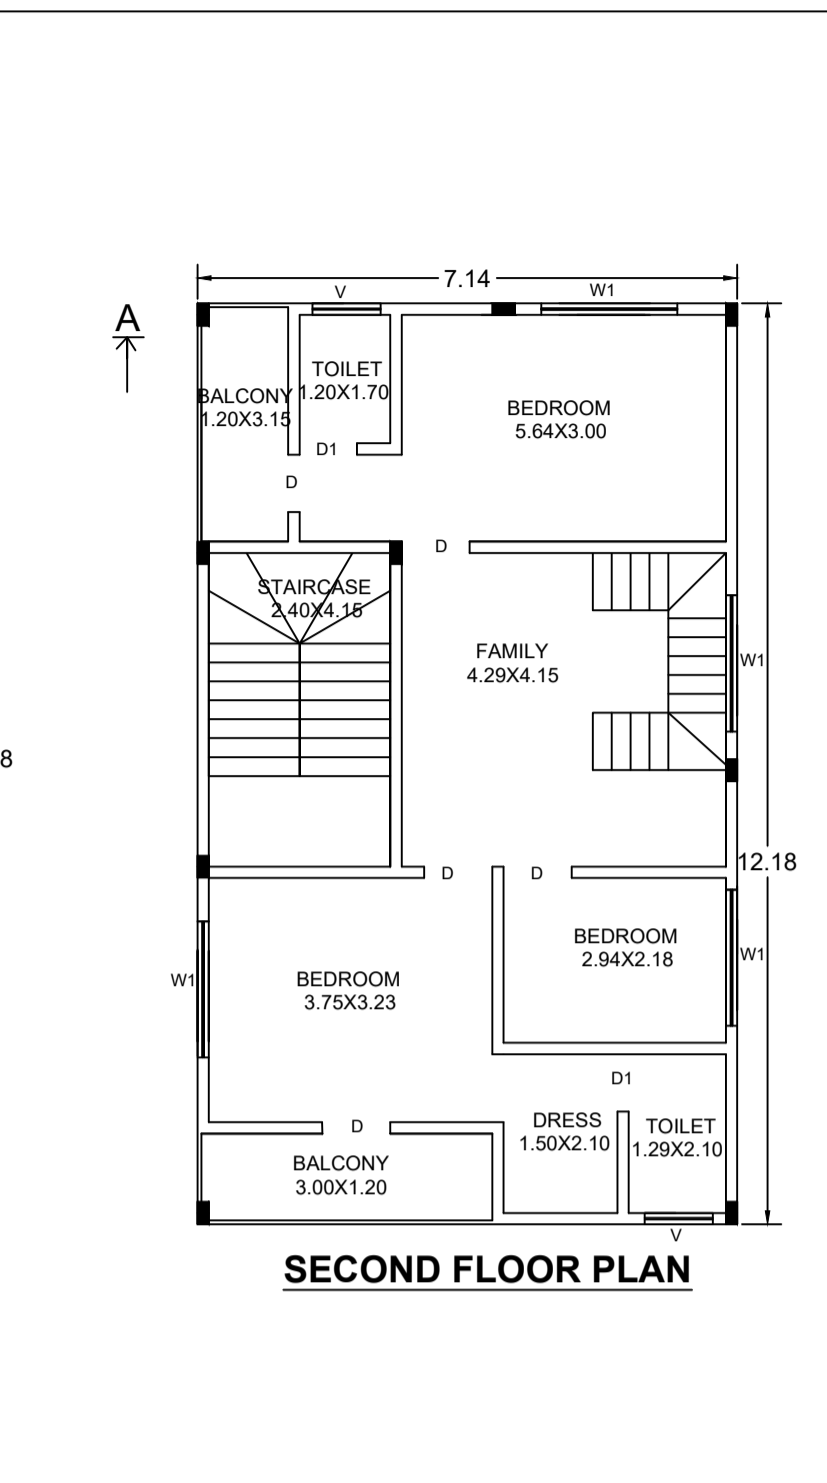 7.14
V
W1
A
TOILET
1.20X1.70
BALCONY
1.20X3.15
BEDROOM
5.64X3.00
D1
D
D
STAIRCASE
2.40X4.15
FAMILY
4.29X4.15
W1
8
12.18
D
D
BEDROOM
2.94X2.18
W1
W1
BEDROOM
3.75X3.23
D1
D
DRESS
1.50X2.10
TOILET
1.29X2.10
BALCONY
3.00X1.20
V
SECOND FLOOR PLAN